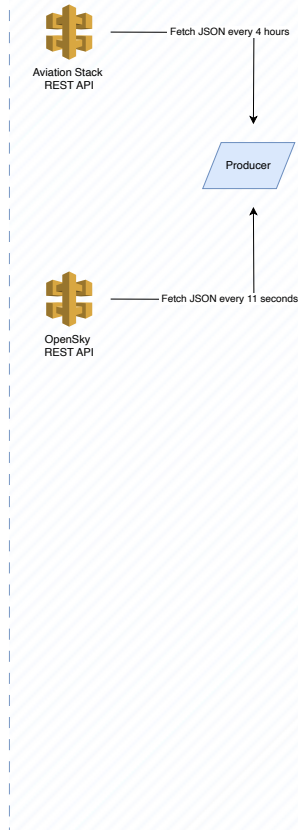 Fetch JSON every 4 hours
Aviation Stack
REST API
Producer
Fetch JSON every 11 seconds
OpenSky
REST API